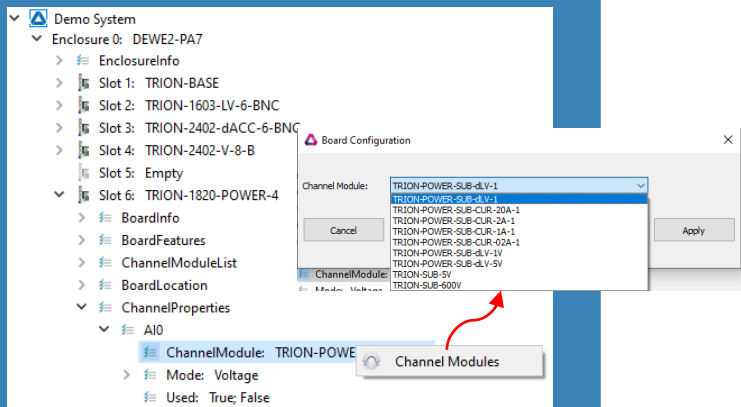 Demo System
Enclosure 0: DEWE2-PA7
EnclosureInfo
Slot 1: TRION-BASE
Slot 2: TRION-1603-LV-6-BNC
Slot 3: TRION-2402-dACC-6-BNC
Slot 4: TRION-2402-V-8-B
Slot 5: Empty
Slot 6: TRION-1820-POWER-4
BoardInfo
BoardFeatures
ChannelModuleList
BoardLocation
ChannelProperties
AI0
ChannelModule: TRION-POWE
Mode: Voltage
Used: True; False
Board Configuration
Channel Module: TRION-POWER-SUB-dLV-1
TRION-POWER-SUB-dLV-1
TRION-POWER-SUB-CUR-20A-1
TRION-POWER-SUB-CUR-2A-1
TRION-POWER-SUB-CUR-1A-1
TRION-POWER-SUB-CUR-02A-1
TRION-POWER-SUB-dLV-1V
TRION-POWER-SUB-dLV-5V
TRION-SUB-5V
TRION-SUB-600V
Cancel
Apply
ChannelModule:
Mode: Voltage
Channel Modules